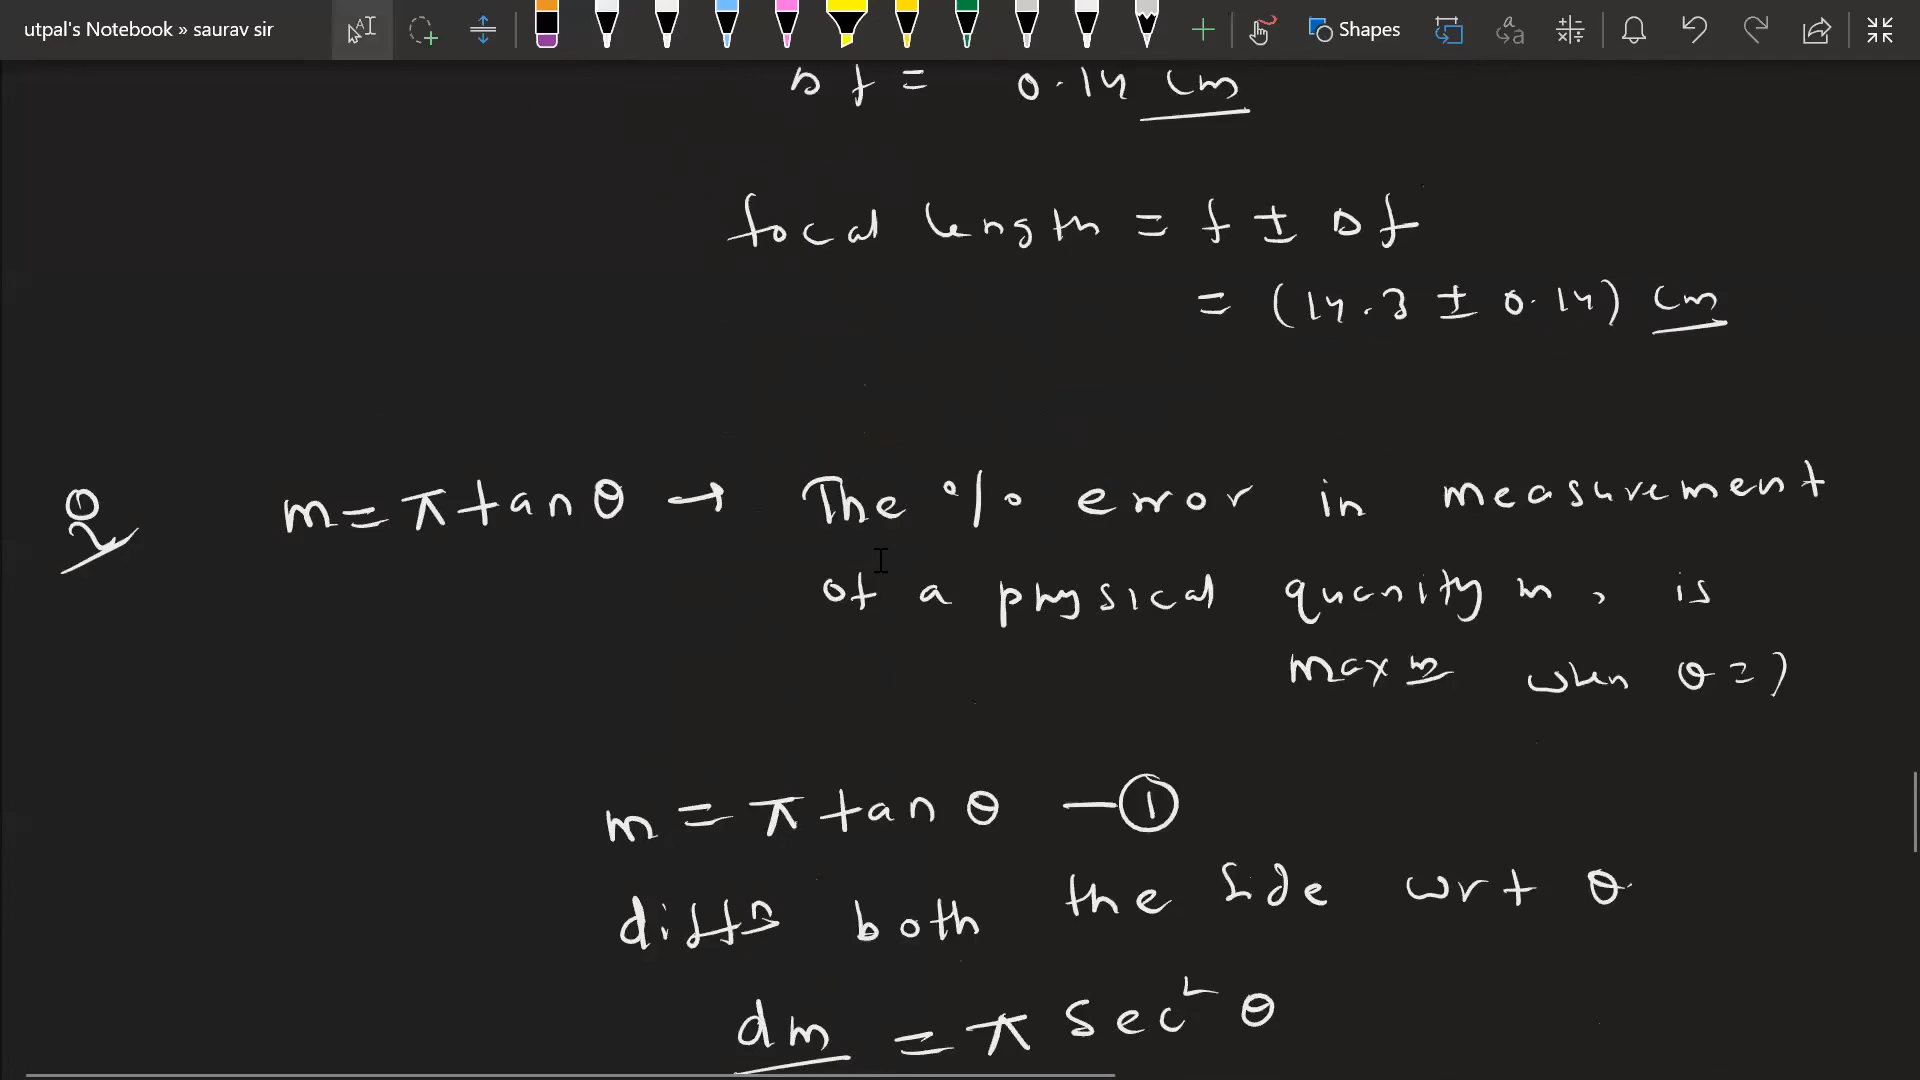 utpal's Notebook » saurav sir
Shapes
Δf = 0.14 cm
focal length = f ± Δf
= (14.3 ± 0.14) cm
Q m = π tan θ → The % error in measurement
of a physical quanity m, is
maxm when θ = ?
m = π tan θ — ①
diffn both the side wrt θ.
dm = π sec² θ